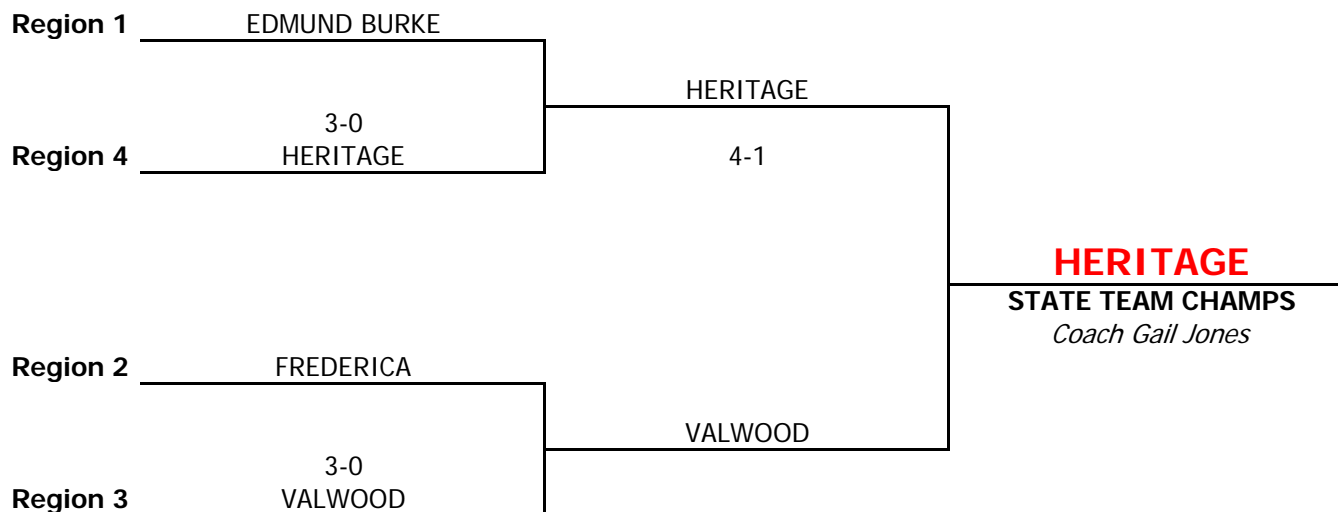 Region 1 EDMUND BURKE
HERITAGE
3-0
Region 4 HERITAGE 4-1
HERITAGE
STATE TEAM CHAMPS
Coach Gail Jones
Region 2 FREDERICA
VALWOOD
3-0
Region 3 VALWOOD